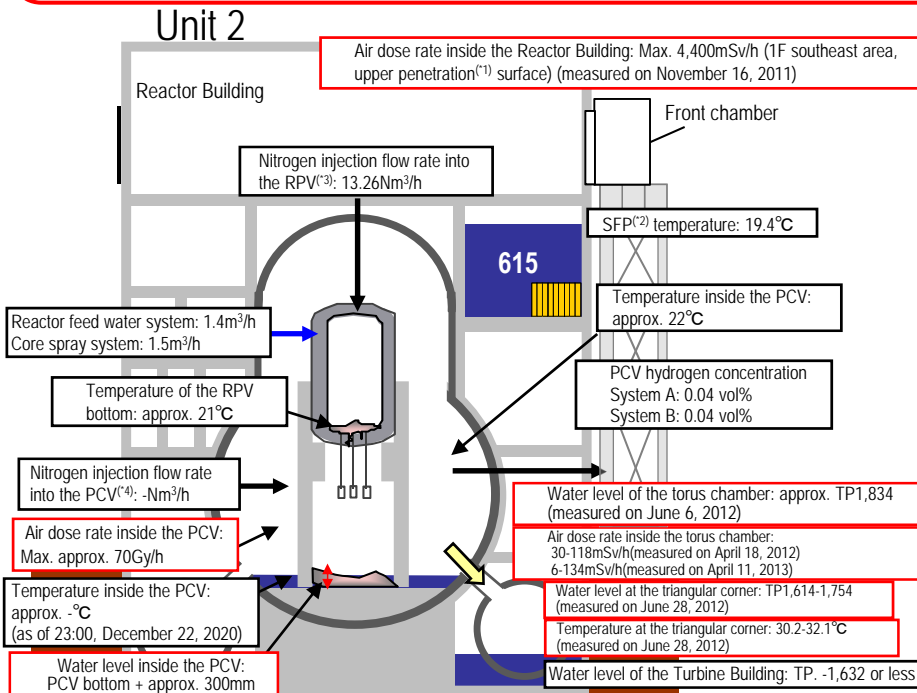 Unit 2
Air dose rate inside the Reactor Building: Max. 4,400mSv/h (1F southeast area,
upper penetration(*1) surface) (measured on November 16, 2011)
Reactor Building
Front chamber
Nitrogen injection flow rate into
the RPV(*3): 13.26Nm3/h
SFP(*2) temperature: 19.4℃
615
Temperature inside the PCV:
approx. 22℃
Reactor feed water system: 1.4m3/h
Core spray system: 1.5m3/h
PCV hydrogen concentration
System A: 0.04 vol%
System B: 0.04 vol%
Temperature of the RPV
bottom: approx. 21℃
Nitrogen injection flow rate
into the PCV(*4): -Nm3/h
Water level of the torus chamber: approx. TP1,834
(measured on June 6, 2012)
Air dose rate inside the PCV:
Max. approx. 70Gy/h
Air dose rate inside the torus chamber:
30-118mSv/h(measured on April 18, 2012)
6-134mSv/h(measured on April 11, 2013)
Temperature inside the PCV:
approx. -℃
(as of 23:00, December 22, 2020)
Water level at the triangular corner: TP1,614-1,754
(measured on June 28, 2012)
Temperature at the triangular corner: 30.2-32.1℃
(measured on June 28, 2012)
Water level inside the PCV:
PCV bottom + approx. 300mm
Water level of the Turbine Building: TP. -1,632 or less